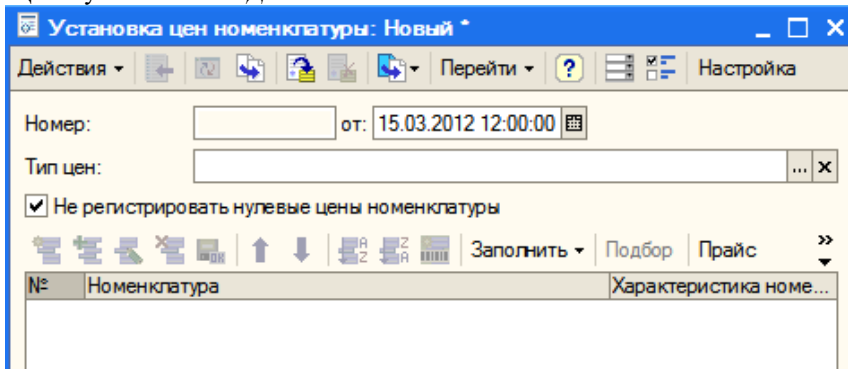 Установка цен номенклатуры: Новый *
Действия Перейти ? Настройка
Номер: от: 15.03.2012 12:00:00
Тип цен: ... x
Не регистрировать нулевые цены номенклатуры
Заполнить Подбор Прайс »
№ Номенклатура Характеристика номе...